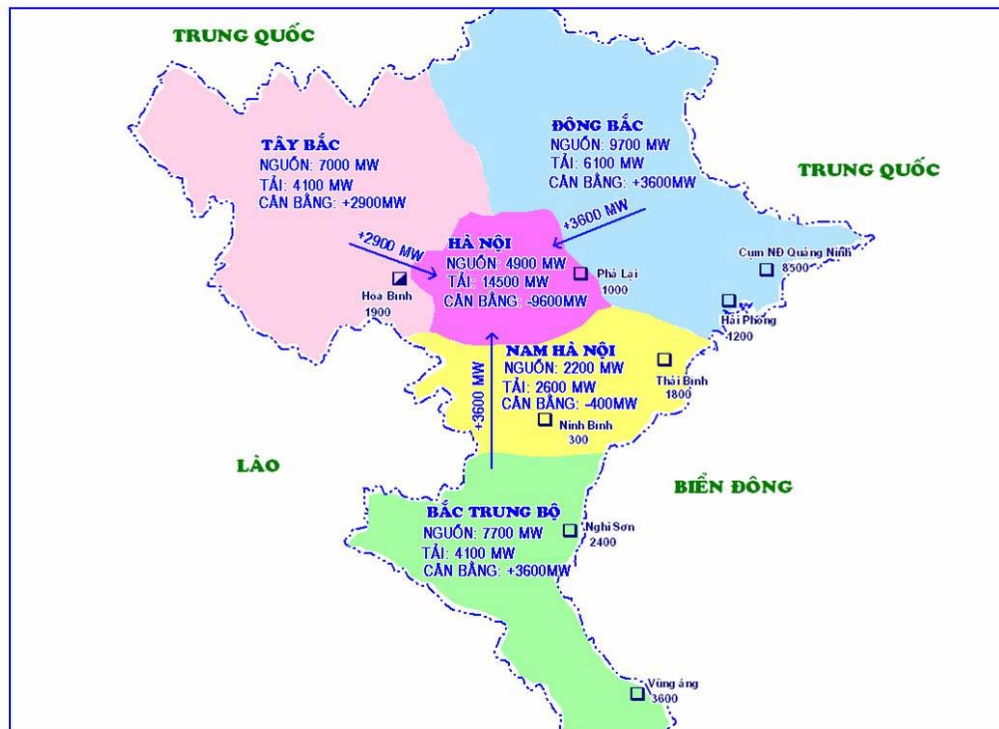 TRUNG QUỐC
TÂY BẮC
NGUỒN: 7000 MW
TẢI: 4100 MW
CÂN BẰNG: +2900MW
ĐÔNG BẮC
NGUỒN: 9700 MW
TẢI: 6100 MW
CÂN BẰNG: +3600MW
TRUNG QUỐC
+3600 MW
+2900 MW
HÀ NỘI
NGUỒN: 4900 MW
TẢI: 14500 MW
CÂN BẰNG: -9600MW
Hoa Bình
1900
Phả Lại
1000
Cụm NĐ Quảng Ninh
8500
Hải Phòng
1200
NAM HÀ NỘI
NGUỒN: 2200 MW
TẢI: 2600 MW
CÂN BẰNG: -400MW
Thái Bình
1800
Ninh Bình
300
+3600 MW
LÀO
BIỂN ĐÔNG
BẮC TRUNG BỘ
NGUỒN: 7700 MW
TẢI: 4100 MW
CÂN BẰNG: +3600MW
Nghi Sơn
2400
Vũng áng
3600